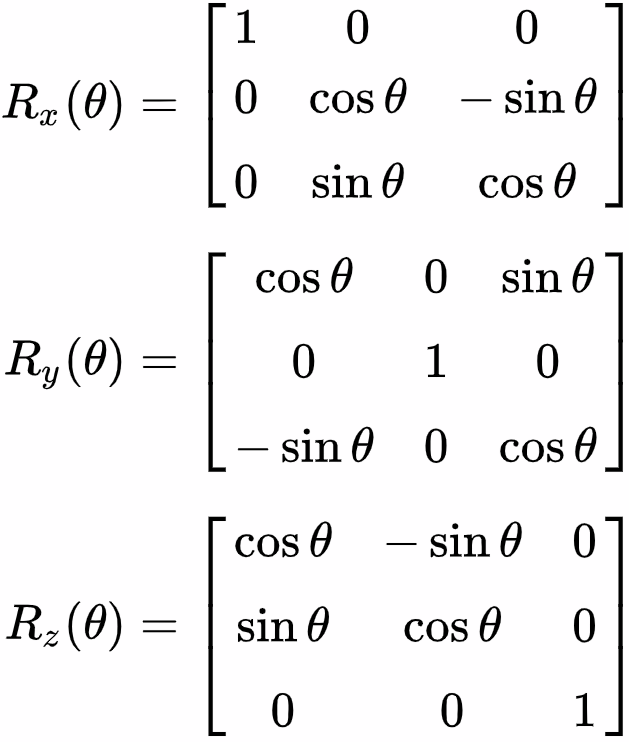 R_x(θ) = [1 0 0
0 cos θ − sin θ
0 sin θ cos θ]
R_y(θ) = [cos θ 0 sin θ
0 1 0
− sin θ 0 cos θ]
R_z(θ) = [cos θ − sin θ 0
sin θ cos θ 0
0 0 1]